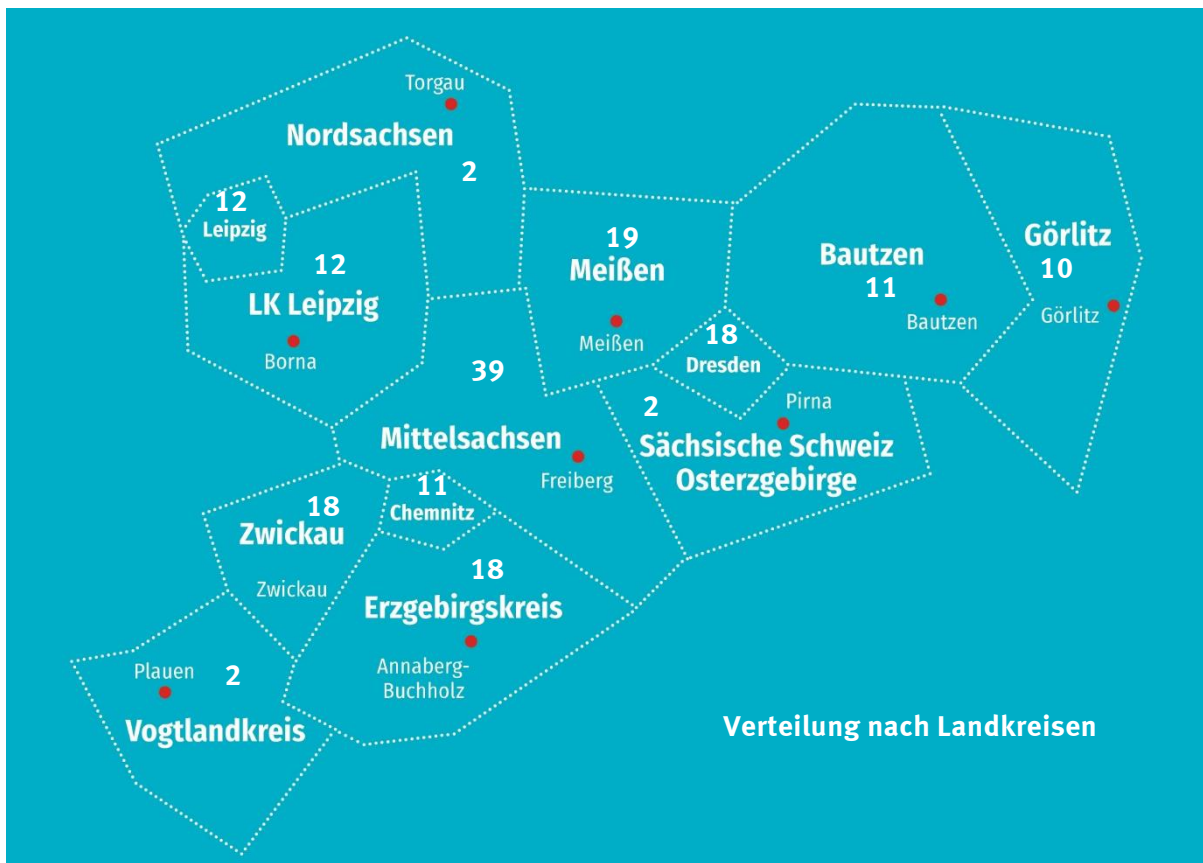 Torgau
Nordsachsen
2
12
Leipzig
12
LK Leipzig
Borna
19
Meißen
Meißen
Bautzen
11
Bautzen
Görlitz
10
Görlitz
18
Dresden
39
Mittelsachsen
Freiberg
2
Pirna
Sächsische Schweiz
Osterzgebirge
11
Chemnitz
18
Zwickau
Zwickau
18
Erzgebirgskreis
Annaberg-
Buchholz
Plauen
2
Vogtlandkreis
Verteilung nach Landkreisen